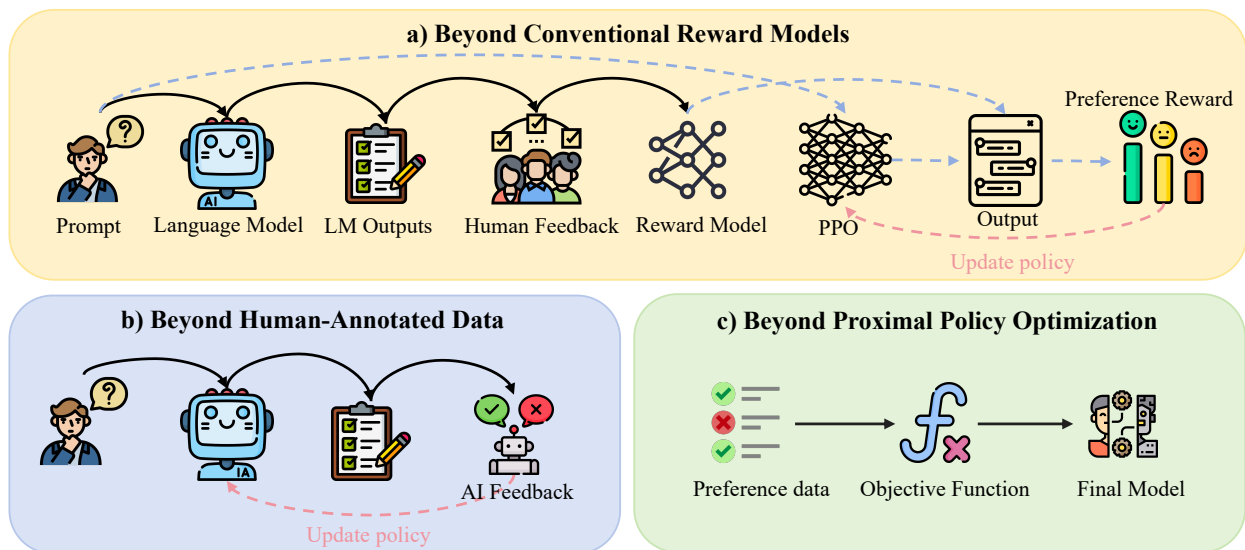 a) Beyond Conventional Reward Models
?
Preference Reward
AI
...
Prompt
Language Model
LM Outputs
Human Feedback
Reward Model
PPO
Output
Update policy
b) Beyond Human-Annotated Data
?
IA
AI Feedback
Update policy
c) Beyond Proximal Policy Optimization
Preference data
Objective Function
Final Model